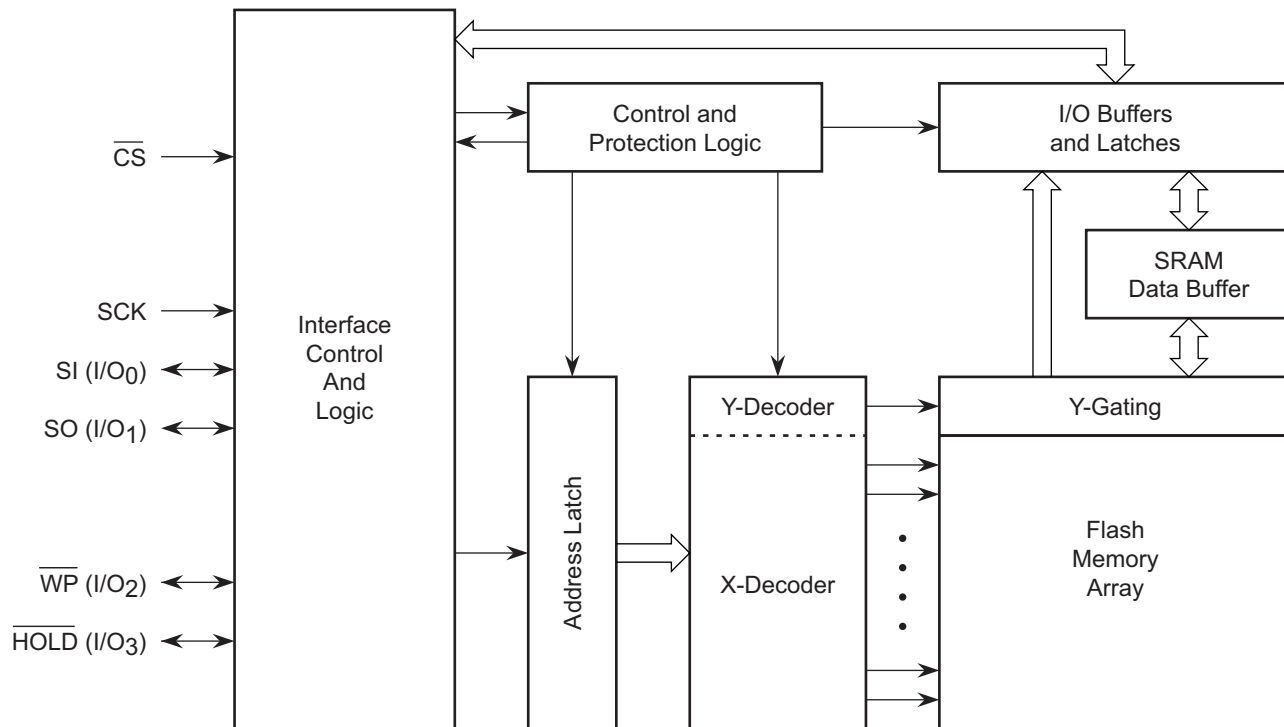 CS
SCK
SI (I/O0)
SO (I/O1)
WP (I/O2)
HOLD (I/O3)
Interface
Control
And
Logic
Control and
Protection Logic
I/O Buffers
and Latches
SRAM
Data Buffer
Address Latch
Y-Decoder
X-Decoder
Y-Gating
Flash
Memory
Array